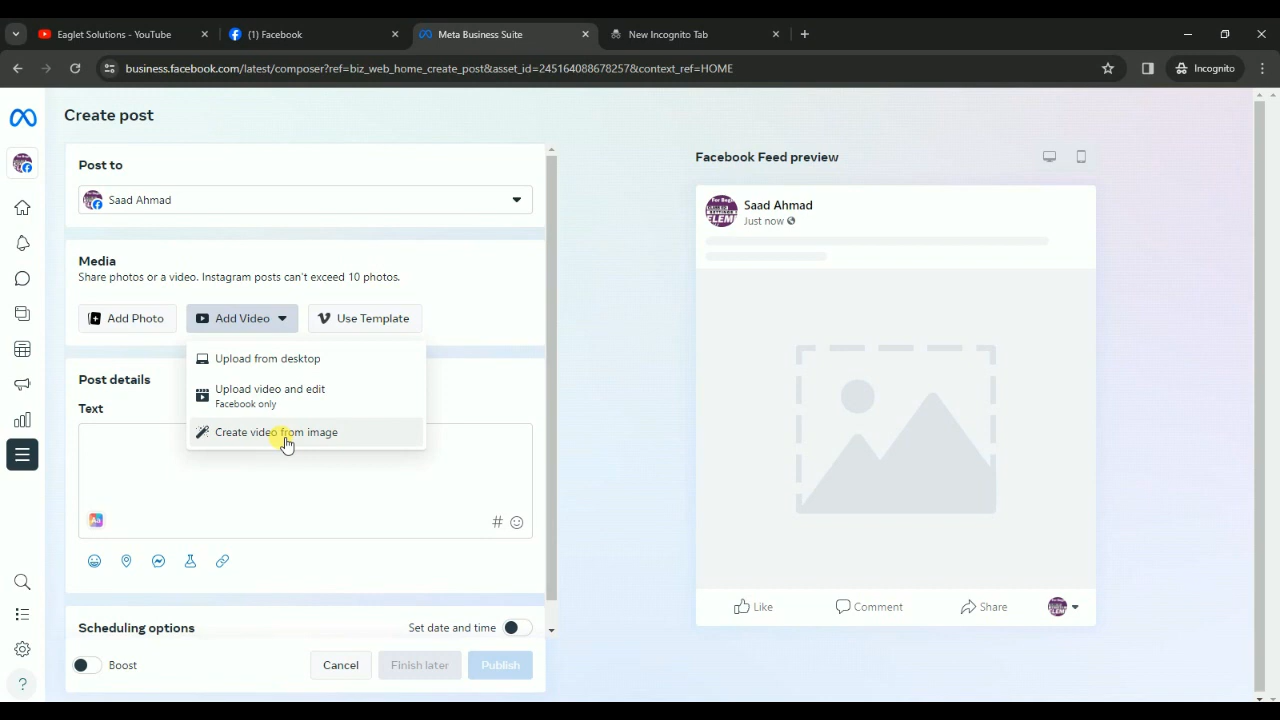 Eaglet Solutions - YouTube
(1) Facebook
Meta Business Suite
New Incognito Tab
business.facebook.com/latest/composer?ref=biz_web_home_create_post&asset_id=245164088678257&context_ref=HOME
Incognito
Create post
Post to
Saad Ahmad
Media
Share photos or a video. Instagram posts can't exceed 10 photos.
Add Photo
Add Video
Use Template
Upload from desktop
Upload video and edit
Facebook only
Create video from image
Post details
Text
Aa
#
Scheduling options
Set date and time
Boost
Cancel
Finish later
Publish
Facebook Feed preview
Saad Ahmad
Just now
Like
Comment
Share
?